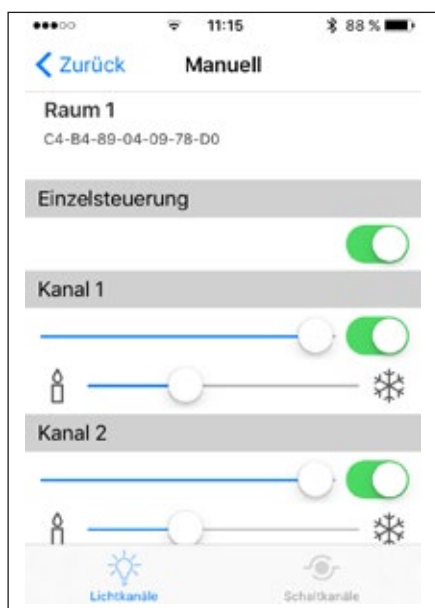 11:15 88 %
Zurück Manuell
Raum 1
C4-B4-89-04-09-78-D0
Einzelsteuerung
Kanal 1
Kanal 2
Lichtkanäle Schaltkanäle